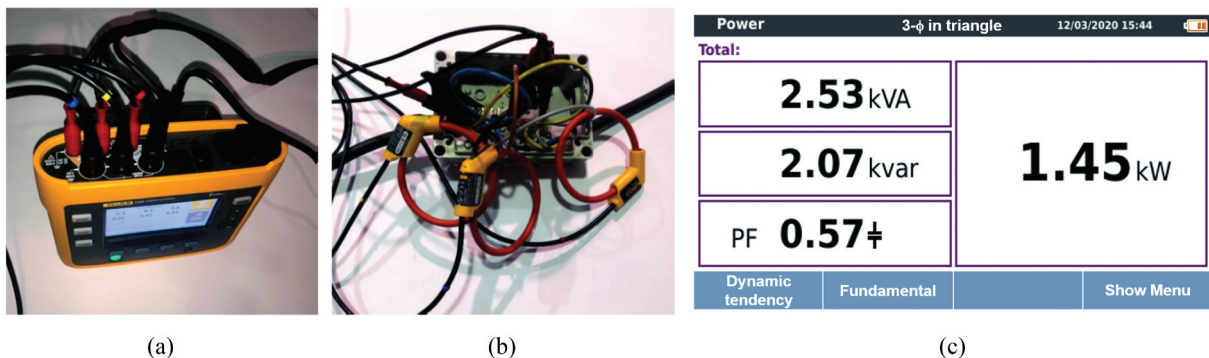 Power 3-ϕ in triangle 12/03/2020 15:44
Total:
2.53 kVA
2.07 kvar
PF 0.57
1.45 kW
Dynamic
tendency
Fundamental
Show Menu
FLUKE
(a)
(b)
(c)